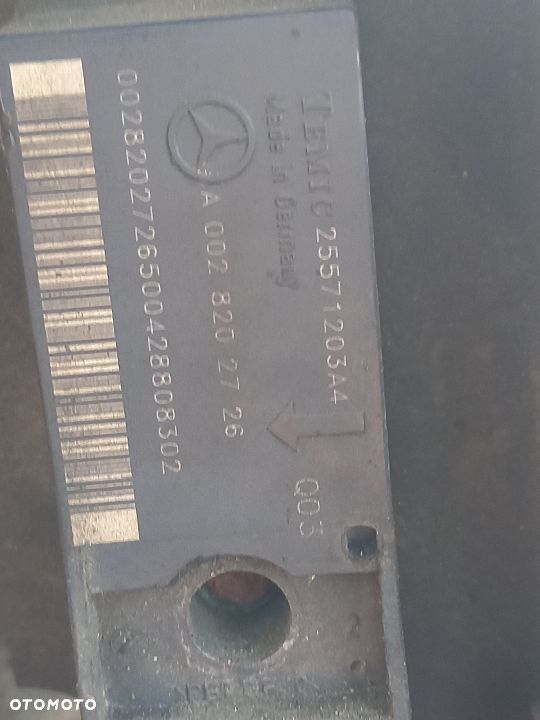 TEMIC 25571203A4
Made in Germany
Q03
A 002 820 27 26
0028202726500428808302
OTOMOTO